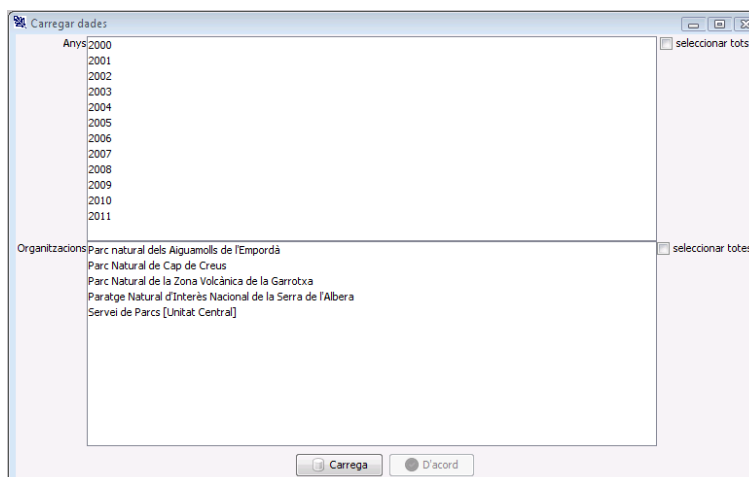 Carregar dades
Anys
seleccionar tots
2000
2001
2002
2003
2004
2005
2006
2007
2008
2009
2010
2011
Organitzacions
seleccionar totes
Parc natural dels Aiguamolls de l'Empordà
Parc Natural de Cap de Creus
Parc Natural de la Zona Volcànica de la Garrotxa
Paratge Natural d'Interès Nacional de la Serra de l'Albera
Servei de Parcs [Unitat Central]
Carrega
D'acord